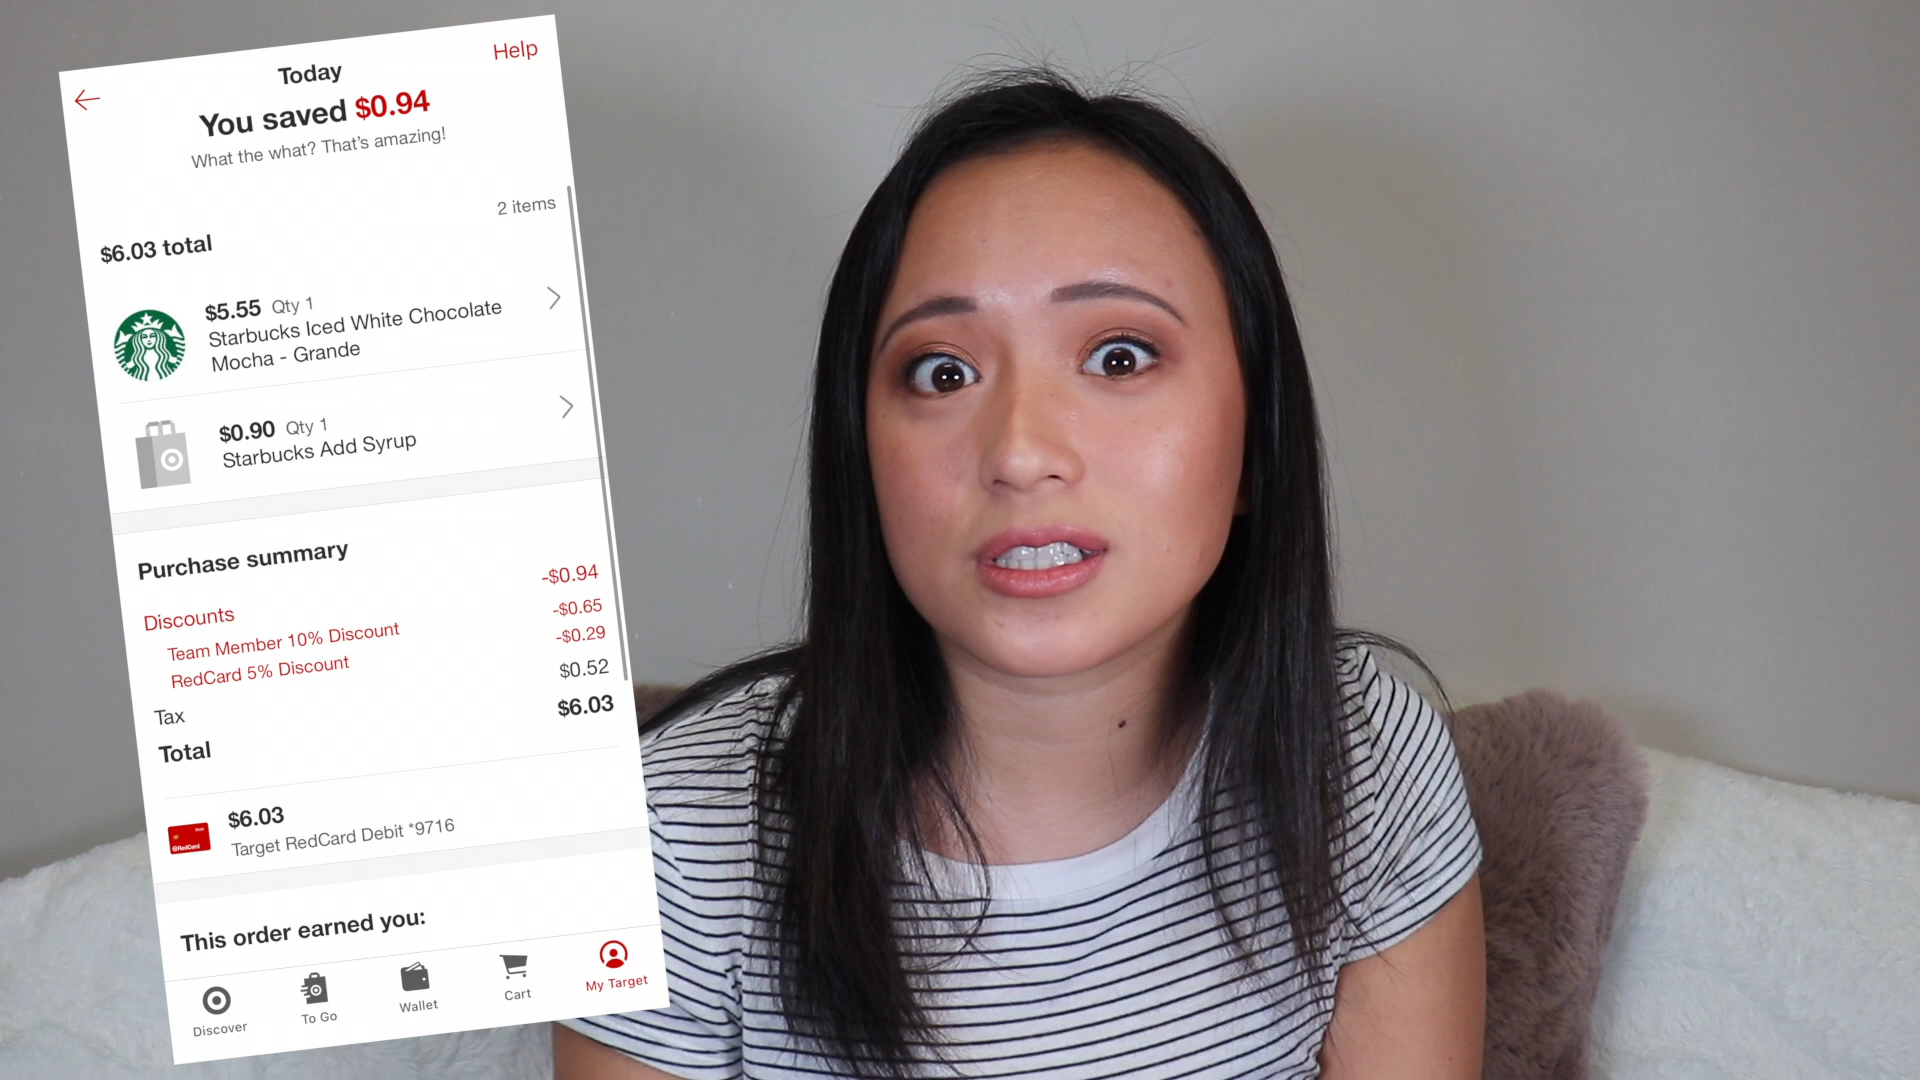 Help
Today
You saved $0.94
What the what? That's amazing!
2 items
$6.03 total
$5.55 Qty 1
Starbucks Iced White Chocolate
Mocha - Grande
$0.90 Qty 1
Starbucks Add Syrup
Purchase summary
Discounts -$0.94
Team Member 10% Discount -$0.65
RedCard 5% Discount -$0.29
Tax $0.52
Total $6.03
$6.03
Target RedCard Debit *9716
This order earned you:
Discover
To Go
Wallet
Cart
My Target